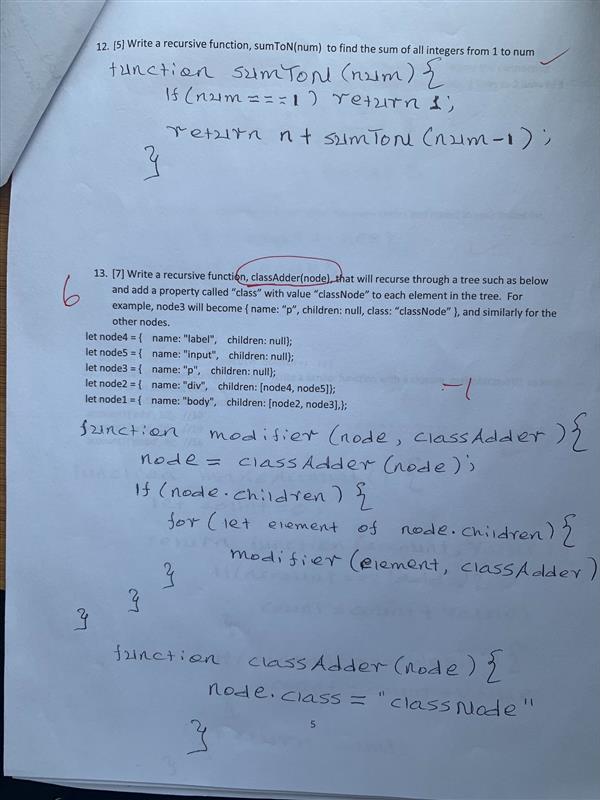 12. [5] Write a recursive function, sumToN(num) to find the sum of all integers from 1 to num
function sumToN (num) {
If (num === 1) return 1;
return n + sumToN (num-1);
}
13. [7] Write a recursive function, classAdder(node), that will recurse through a tree such as below
and add a property called “class” with value “classNode” to each element in the tree. For
example, node3 will become { name: “p”, children: null, class: “classNode” }, and similarly for the
other nodes.
6
let node4 = { name: "label", children: null};
let node5 = { name: "input", children: null};
let node3 = { name: "p", children: null};
let node2 = { name: "div", children: [node4, node5]};
let node1 = { name: "body", children: [node2, node3],};
-1
function modifier (node, classAdder) {
node = classAdder (node);
If (node.children) {
for (let element of node.children) {
modifier (element, classAdder)
}
}
}
function classAdder (node) {
node.class = "classNode"
5
}